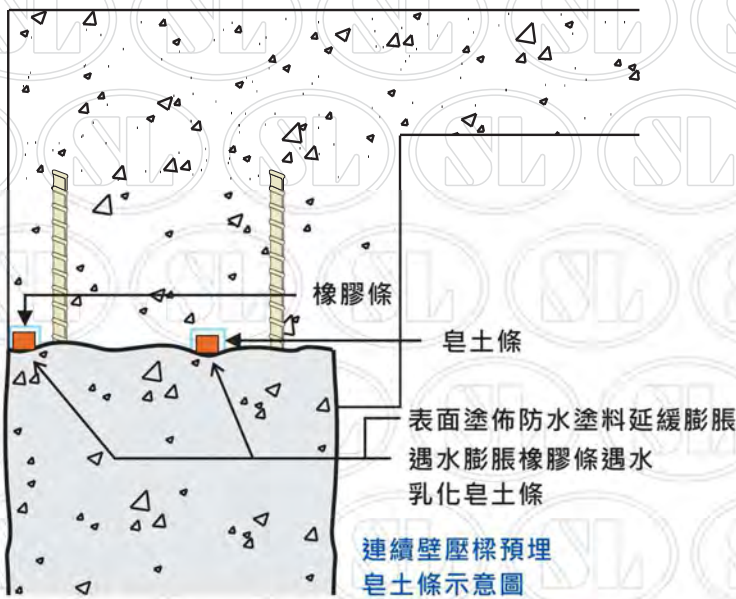 橡膠條
皂土條
表面塗佈防水塗料延緩膨脹
遇水膨脹橡膠條遇水
乳化皂土條
連續壁壓樑預埋
皂土條示意圖
SL